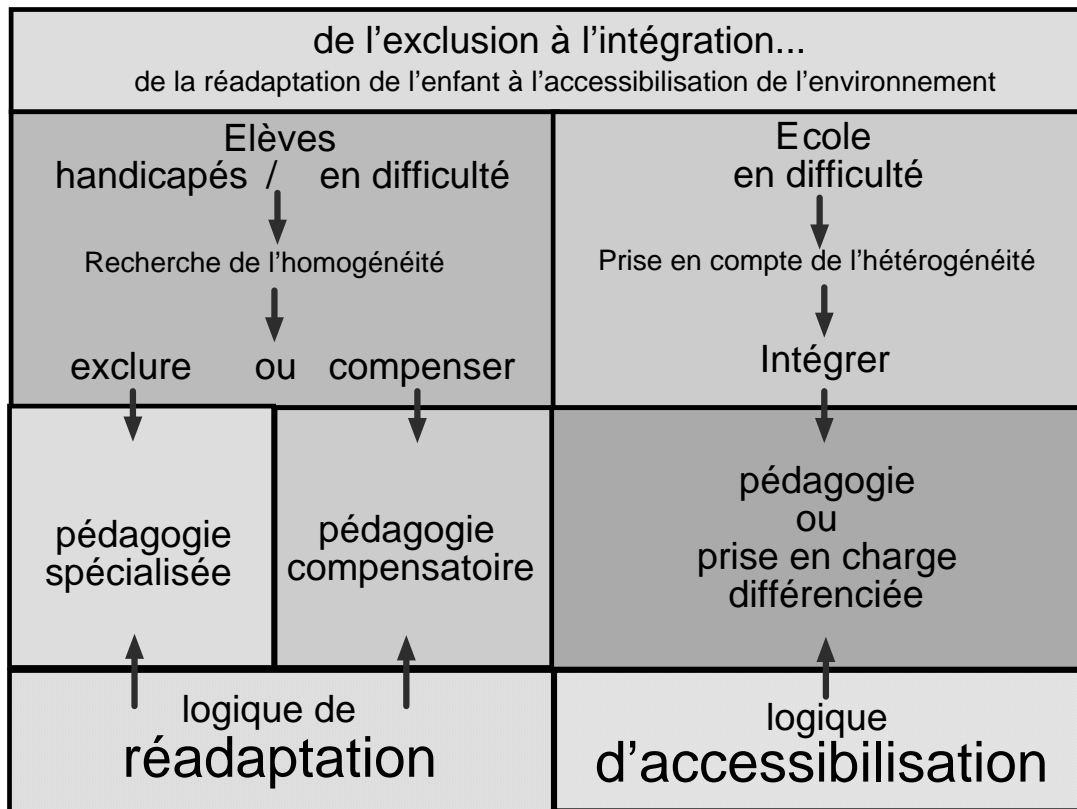 de l’exclusion à l’intégration...
de la réadaptation de l’enfant à l’accessibilisation de l’environnement
Elèves
handicapés / en difficulté
Recherche de l’homogénéité
exclure ou compenser
Ecole
en difficulté
Prise en compte de l’hétérogénéité
Intégrer
pédagogie
spécialisée
pédagogie
compensatoire
pédagogie
ou
prise en charge
différenciée
logique de
réadaptation
logique
d’accessibilisation